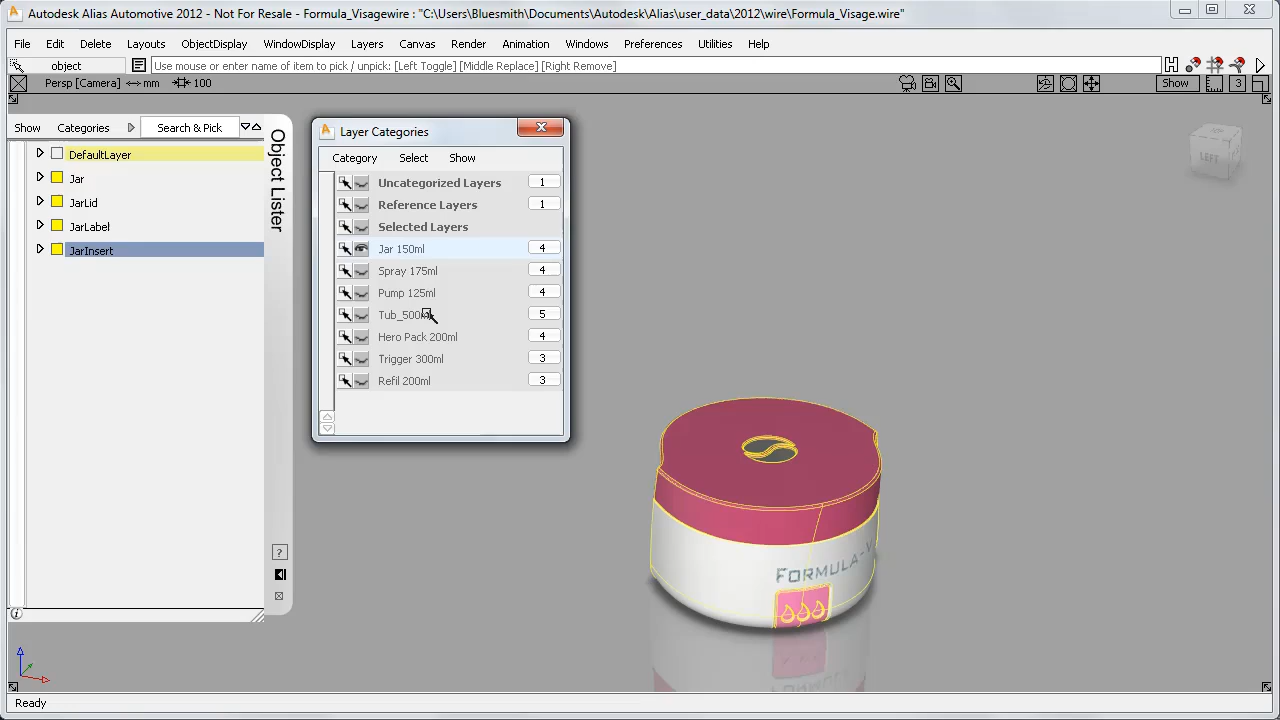 Autodesk Alias Automotive 2012 - Not For Resale - Formula_Visagewire : "C:\Users\Bluesmith\Documents\Autodesk\Alias\user_data\2012\wire\Formula_Visage.wire"
File Edit Delete Layouts ObjectDisplay WindowDisplay Layers Canvas Render Animation Windows Preferences Utilities Help
object Use mouse or enter name of item to pick / unpick: [Left Toggle] [Middle Replace] [Right Remove]
Persp [Camera] mm 100 Show 3
Show Categories Search & Pick
Object Lister
DefaultLayer
Jar
JarLid
JarLabel
JarInsert
?
Layer Categories
Category Select Show
Uncategorized Layers 1
Reference Layers 1
Selected Layers
Jar 150ml 4
Spray 175ml 4
Pump 125ml 4
Tub_500ml 5
Hero Pack 200ml 4
Trigger 300ml 3
Refil 200ml 3
LEFT
FORMULA-V
Ready